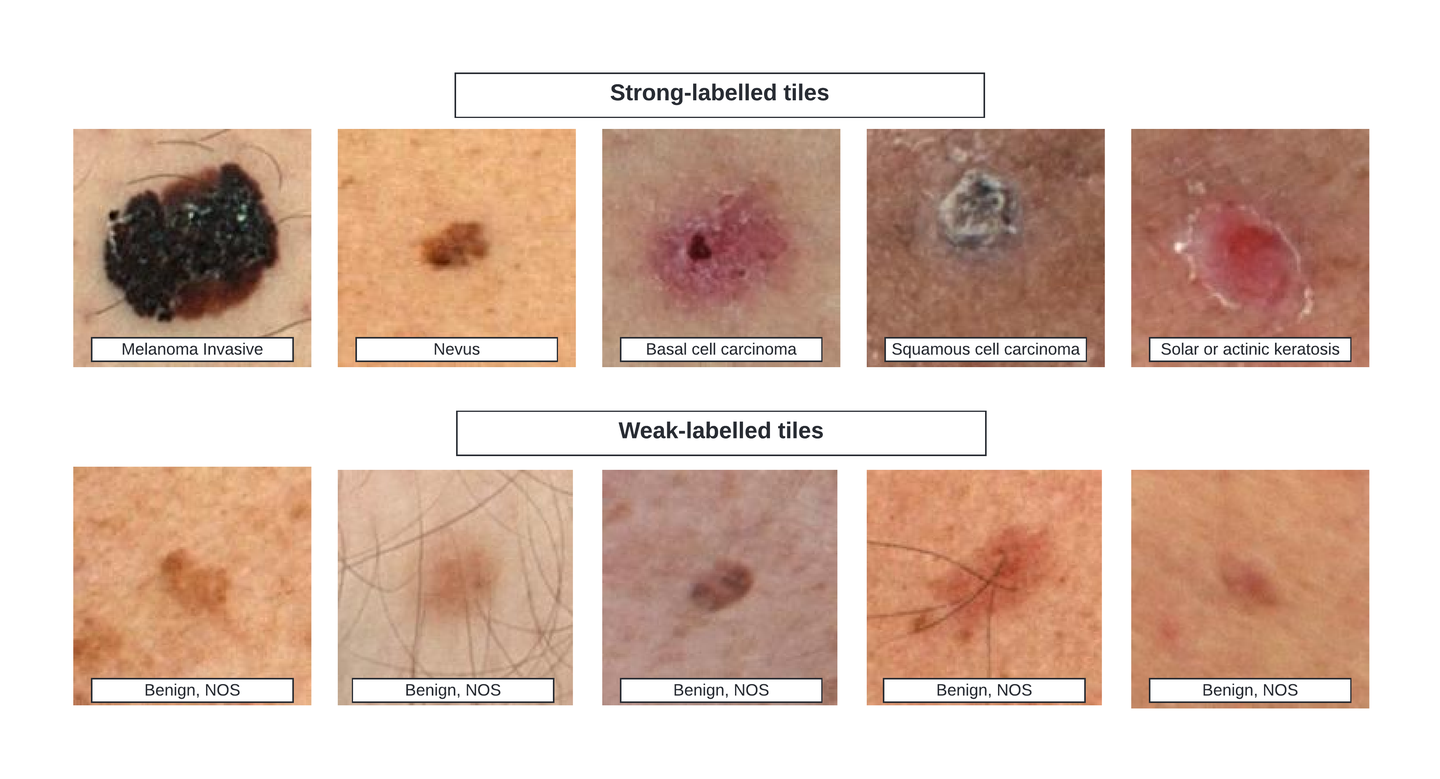 Strong-labelled tiles
Melanoma Invasive
Nevus
Basal cell carcinoma
Squamous cell carcinoma
Solar or actinic keratosis
Weak-labelled tiles
Benign, NOS
Benign, NOS
Benign, NOS
Benign, NOS
Benign, NOS